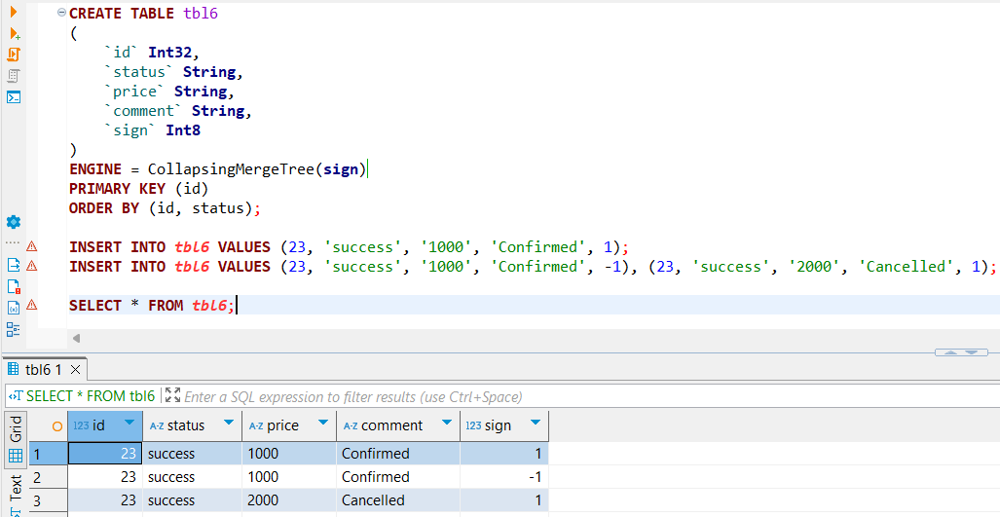 CREATE TABLE tbl6
(
`id` Int32,
`status` String,
`price` String,
`comment` String,
`sign` Int8
)
ENGINE = CollapsingMergeTree(sign)
PRIMARY KEY (id)
ORDER BY (id, status);
INSERT INTO tbl6 VALUES (23, 'success', '1000', 'Confirmed', 1);
INSERT INTO tbl6 VALUES (23, 'success', '1000', 'Confirmed', -1), (23, 'success', '2000', 'Cancelled', 1);
SELECT * FROM tbl6;
tbl6 1
SELECT * FROM tbl6 Enter a SQL expression to filter results (use Ctrl+Space)
Grid
Text
123 id A-Z status A-Z price A-Z comment 123 sign
1 23 success 1000 Confirmed 1
2 23 success 1000 Confirmed -1
3 23 success 2000 Cancelled 1